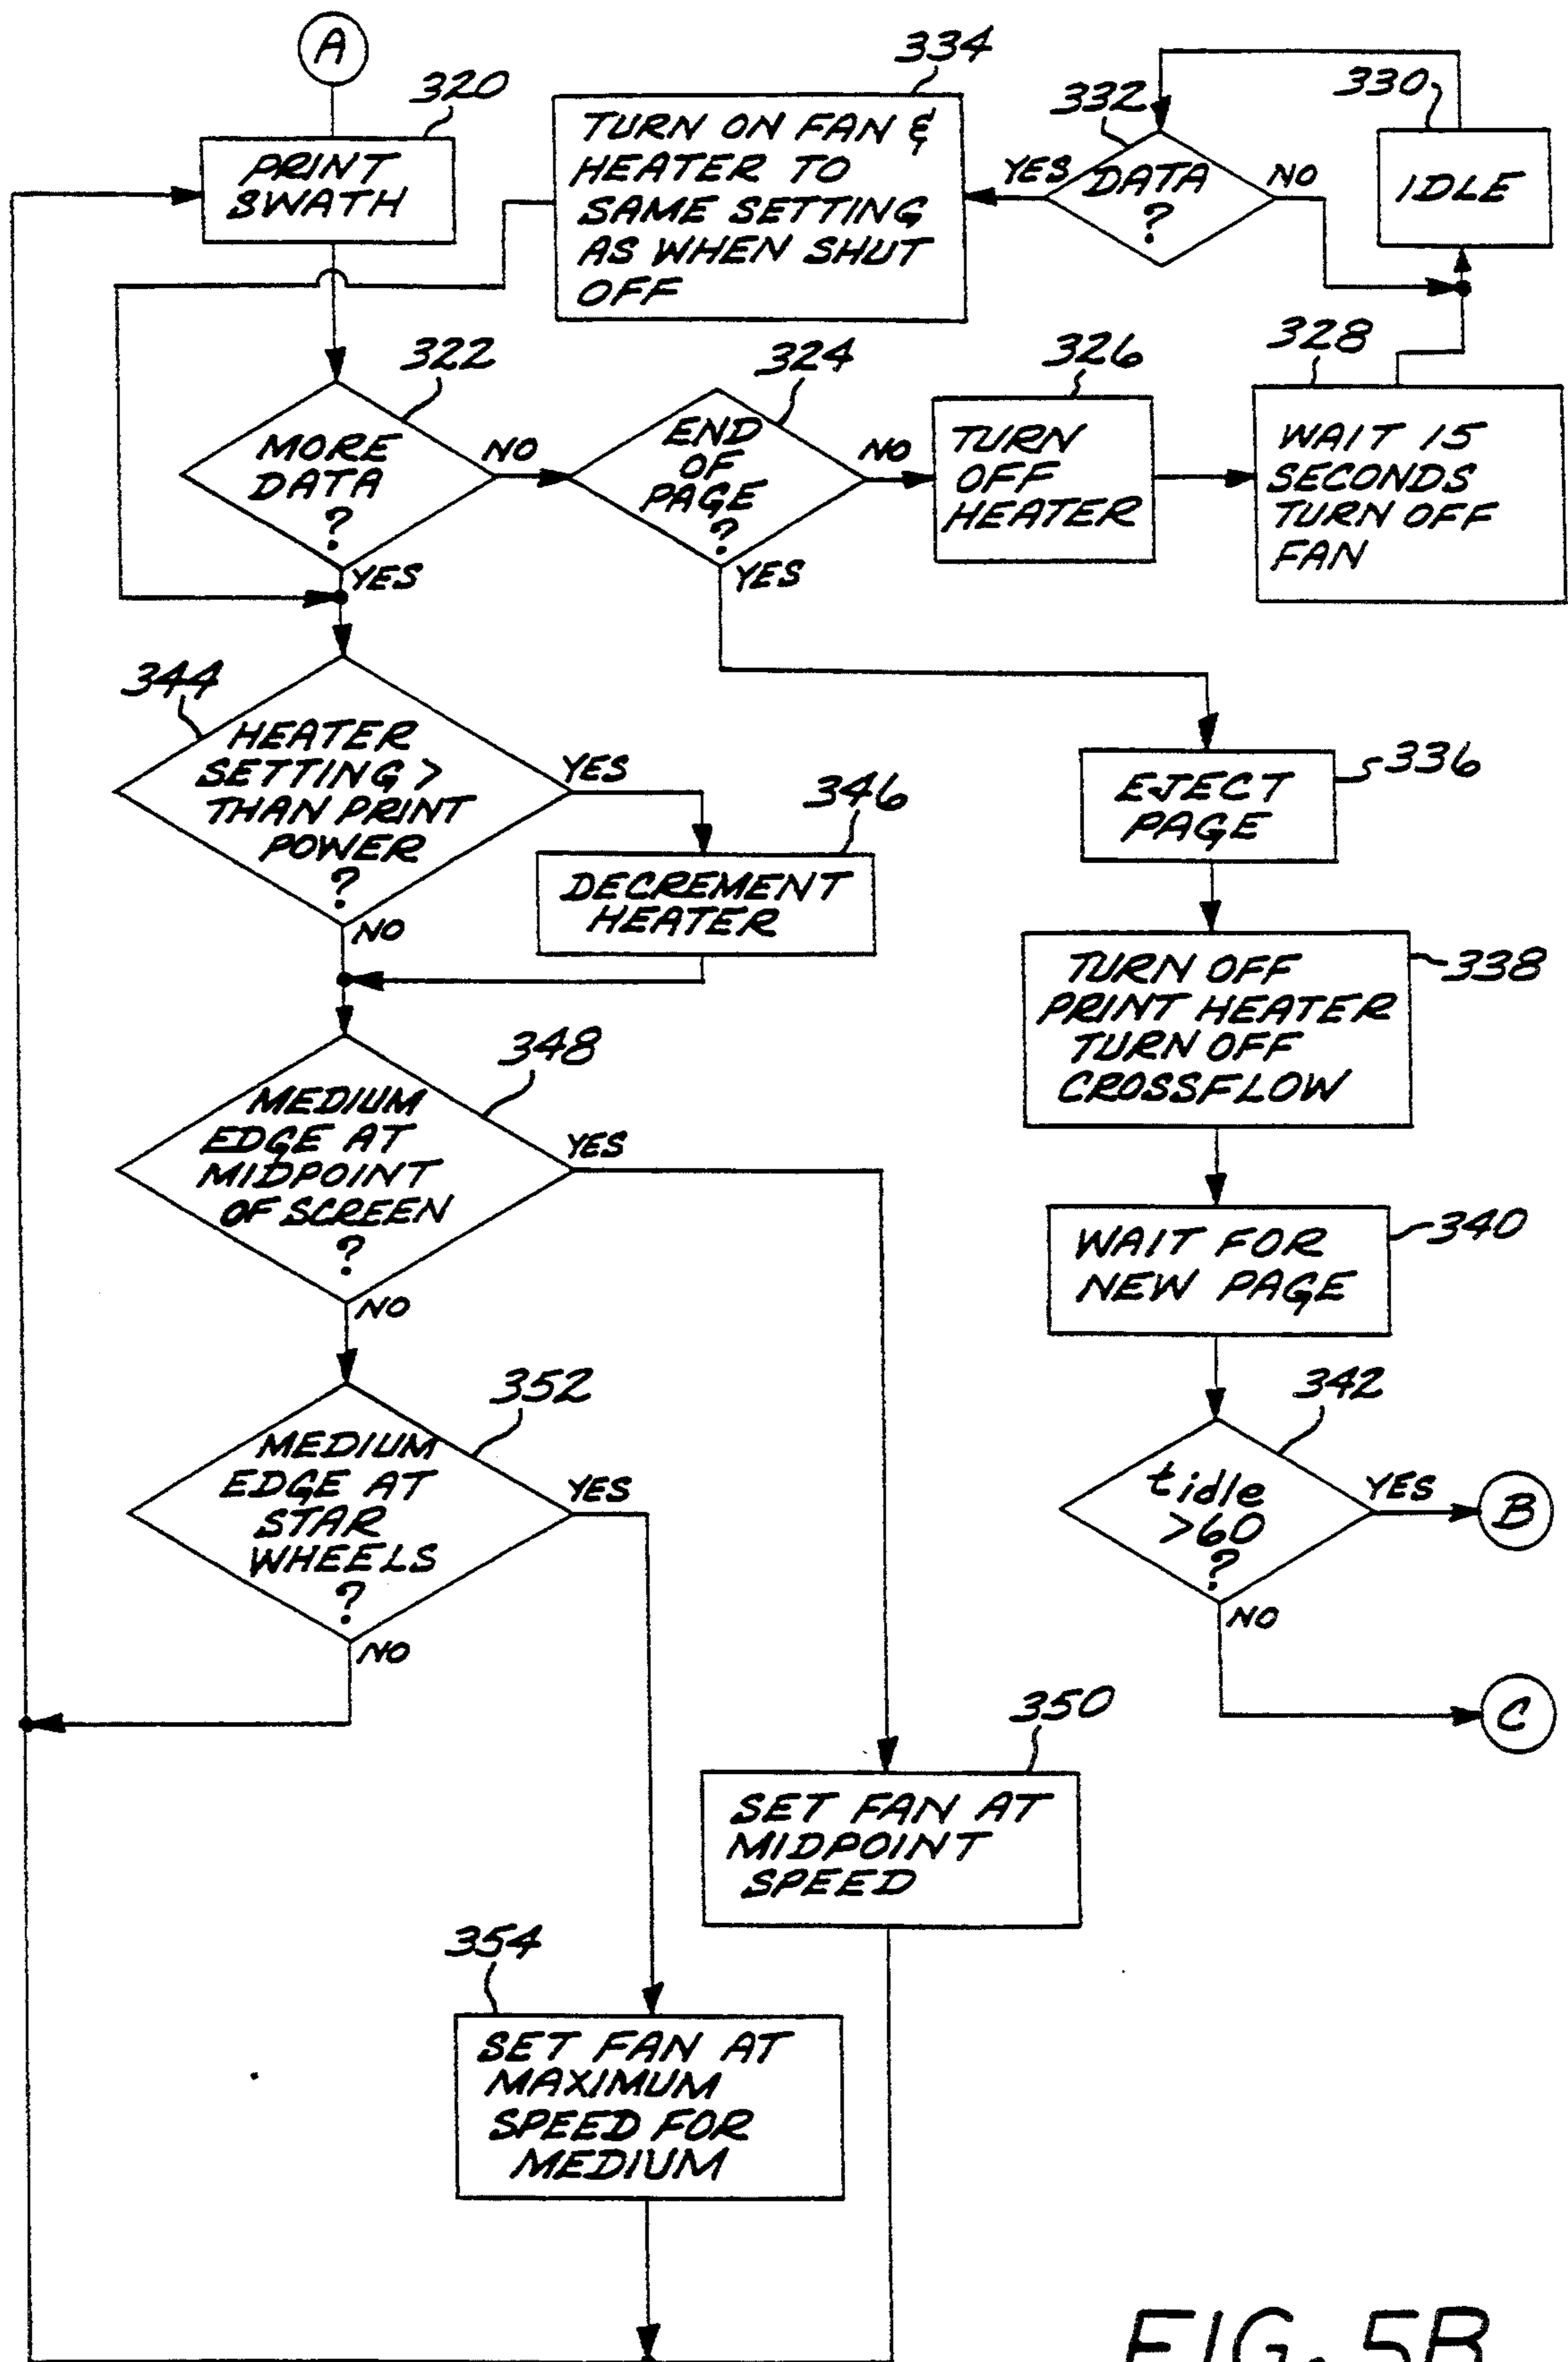 A
320
PRINT
SWATH
334
TURN ON FAN &
HEATER TO
SAME SETTING
AS WHEN SHUT
OFF
332
YES
DATA
?
NO
330
IDLE
322
MORE
DATA
?
NO
YES
324
END
OF
PAGE
?
NO
YES
326
TURN
OFF
HEATER
328
WAIT 15
SECONDS
TURN OFF
FAN
344
HEATER
SETTING >
THAN PRINT
POWER
?
YES
NO
346
DECREMENT
HEATER
336
EJECT
PAGE
338
TURN OFF
PRINT HEATER
TURN OFF
CROSSFLOW
348
MEDIUM
EDGE AT
MIDPOINT
OF SCREEN
?
YES
NO
340
WAIT FOR
NEW PAGE
352
MEDIUM
EDGE AT
STAR
WHEELS
?
YES
NO
342
tidle
>60
?
YES
B
NO
C
350
SET FAN AT
MIDPOINT
SPEED
354
SET FAN AT
MAXIMUM
SPEED FOR
MEDIUM
FIG. 5B